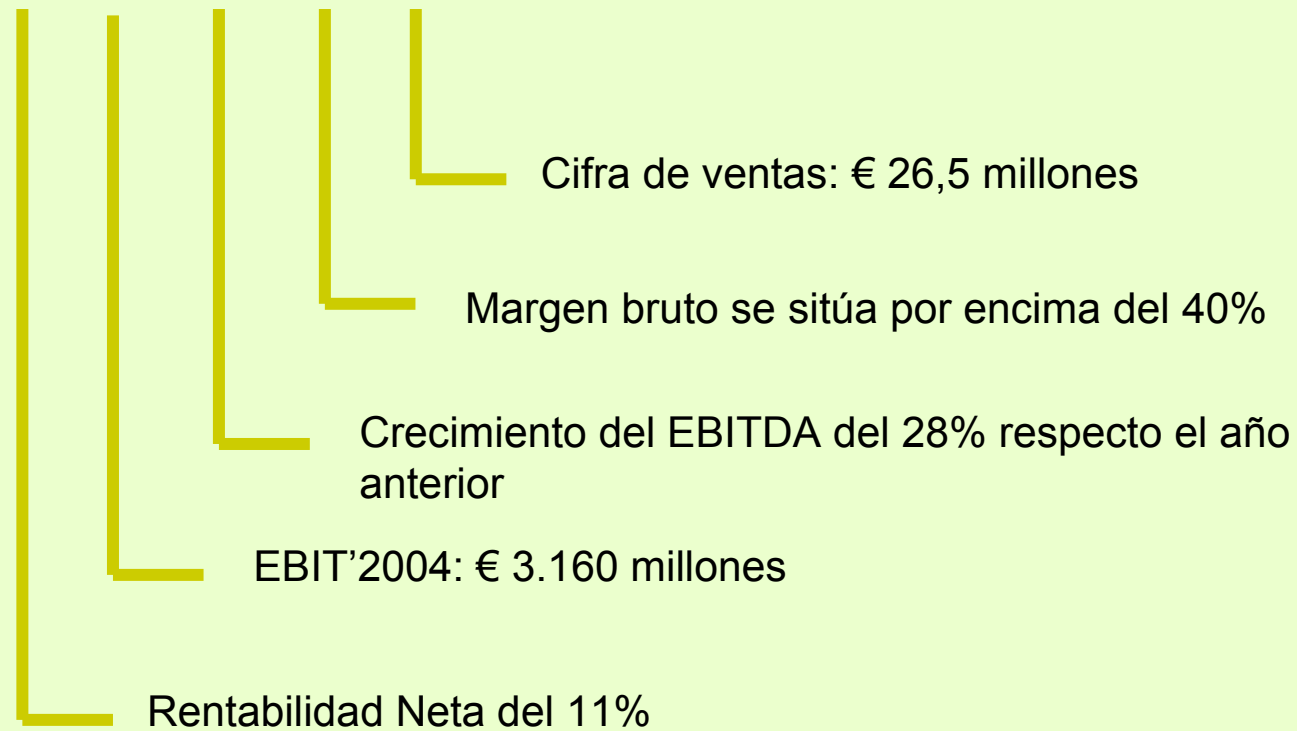 Cifra de ventas: € 26,5 millones
Margen bruto se sitúa por encima del 40%
Crecimiento del EBITDA del 28% respecto el año
anterior
EBIT’2004: € 3.160 millones
Rentabilidad Neta del 11%